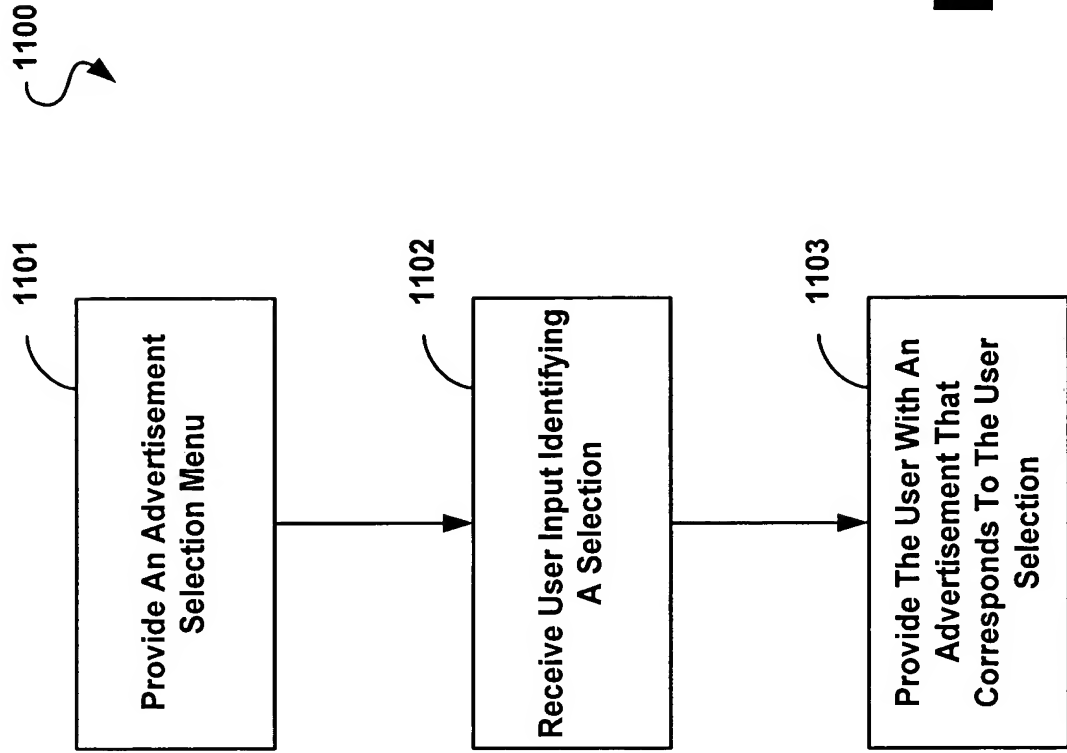 1100
1101
Provide An Advertisement
Selection Menu
1102
Receive User Input Identifying
A Selection
1103
Provide The User With An
Advertisement That
Corresponds To The User
Selection